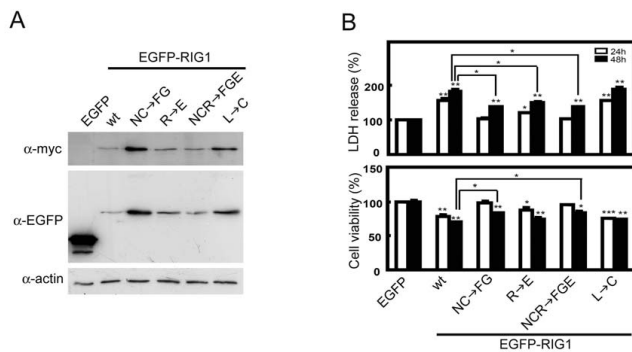 A
EGFP-RIG1
EGFP
wt
NC→FG
R→E
NCR→FGE
L→C
α-myc
α-EGFP
α-actin
B
24h
48h
LDH release (%)
200
100
0
*
*
*
**
**
**
*
**
**
**
**
Cell viability (%)
100
50
0
*
*
**
**
**
*
**
*
***
**
EGFP
wt
NC→FG
R→E
NCR→FGE
L→C
EGFP-RIG1